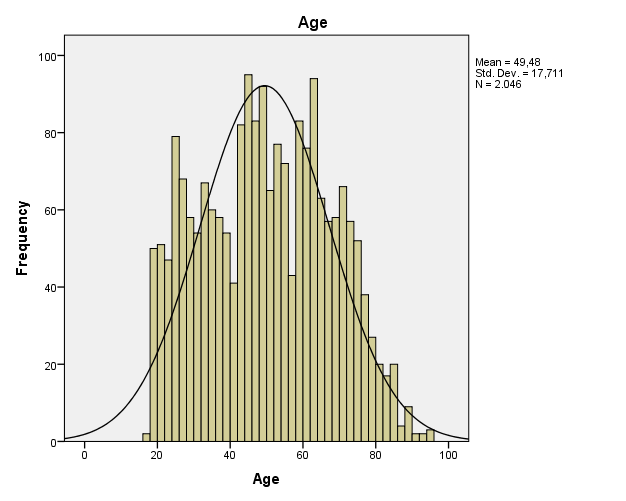 Age
Mean = 49,48
Std. Dev. = 17,711
N = 2.046
100
80
60
40
20
0
Frequency
0 20 40 60 80 100
Age